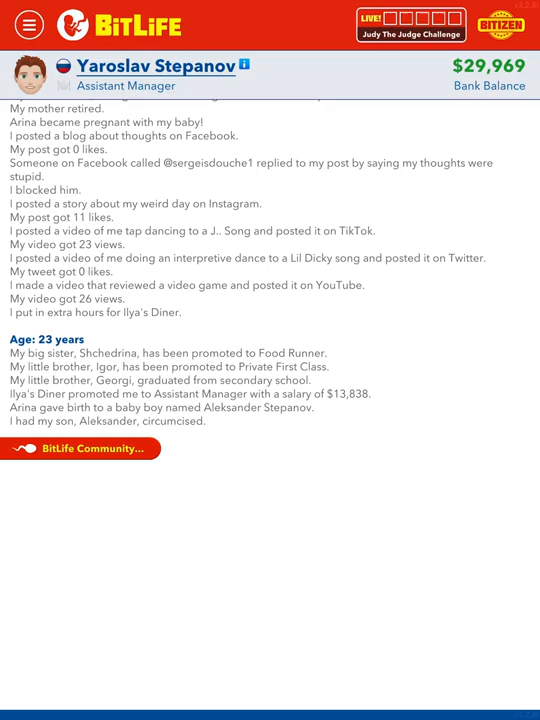 v3.2.8i
BITLIFE
LIVE!
Judy The Judge Challenge
BITIZEN
Yaroslav Stepanov
i
$29,969
Assistant Manager
Bank Balance
My mother retired.
Arina became pregnant with my baby!
I posted a blog about thoughts on Facebook.
My post got 0 likes.
Someone on Facebook called @sergeisdouche1 replied to my post by saying my thoughts were
stupid.
I blocked him.
I posted a story about my weird day on Instagram.
My post got 11 likes.
I posted a video of me tap dancing to a J.. Song and posted it on TikTok.
My video got 23 views.
I posted a video of me doing an interpretive dance to a Lil Dicky song and posted it on Twitter.
My tweet got 0 likes.
I made a video that reviewed a video game and posted it on YouTube.
My video got 26 views.
I put in extra hours for Ilya's Diner.
Age: 23 years
My big sister, Shchedrina, has been promoted to Food Runner.
My little brother, Igor, has been promoted to Private First Class.
My little brother, Georgi, graduated from secondary school.
Ilya's Diner promoted me to Assistant Manager with a salary of $13,838.
Arina gave birth to a baby boy named Aleksander Stepanov.
I had my son, Aleksander, circumcised.
BitLife Community...